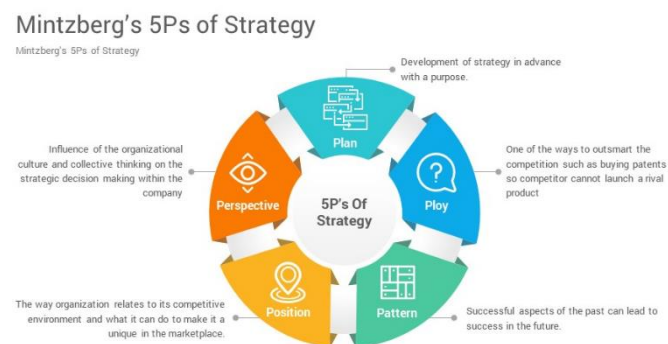 Mintzberg's 5Ps of Strategy
Mintzberg's 5Ps of Strategy
Development of strategy in advance
with a purpose.
Plan
Influence of the organizational
culture and collective thinking on the
strategic decision making within the
company
Perspective
5P's Of
Strategy
One of the ways to outsmart the
competition such as buying patents
so competitor cannot launch a rival
product
Ploy
The way organization relates to its competitive
environment and what it can do to make it a
unique in the marketplace.
Position
Pattern
Successful aspects of the past can lead to
success in the future.